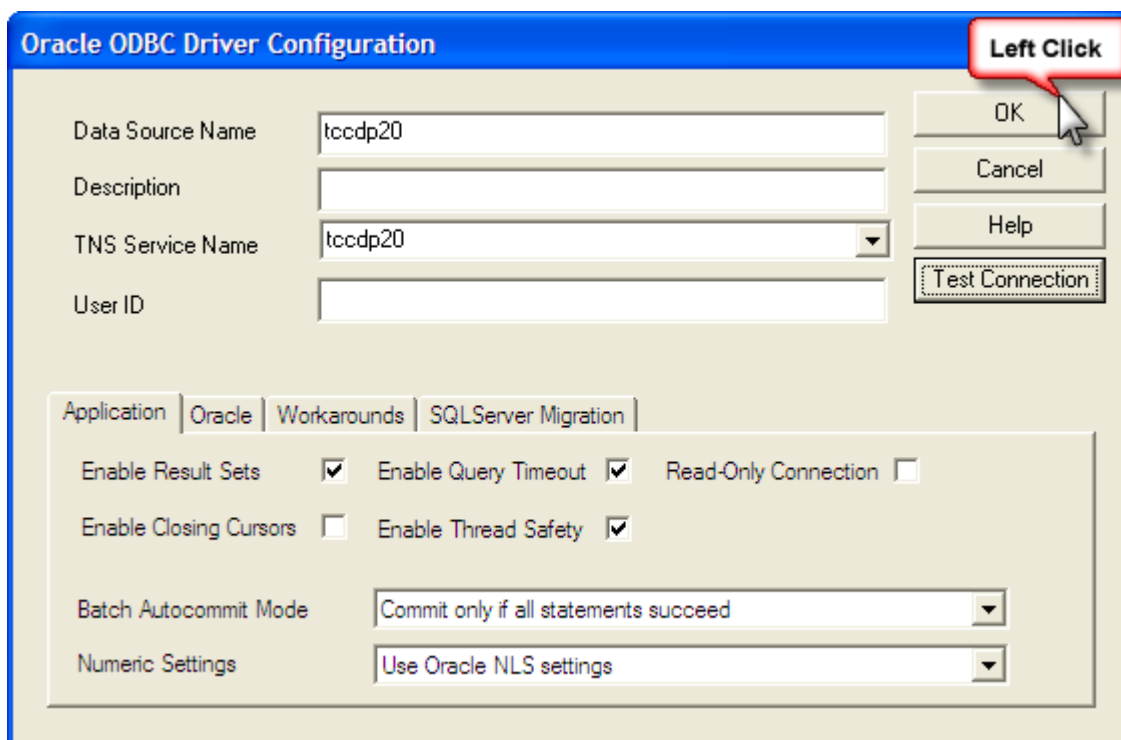 Oracle ODBC Driver Configuration
Left Click
Data Source Name tccdp20 OK
Description Cancel
TNS Service Name tccdp20 Help
User ID Test Connection
Application Oracle Workarounds SQLServer Migration
Enable Result Sets Enable Query Timeout Read-Only Connection
Enable Closing Cursors Enable Thread Safety
Batch Autocommit Mode Commit only if all statements succeed
Numeric Settings Use Oracle NLS settings